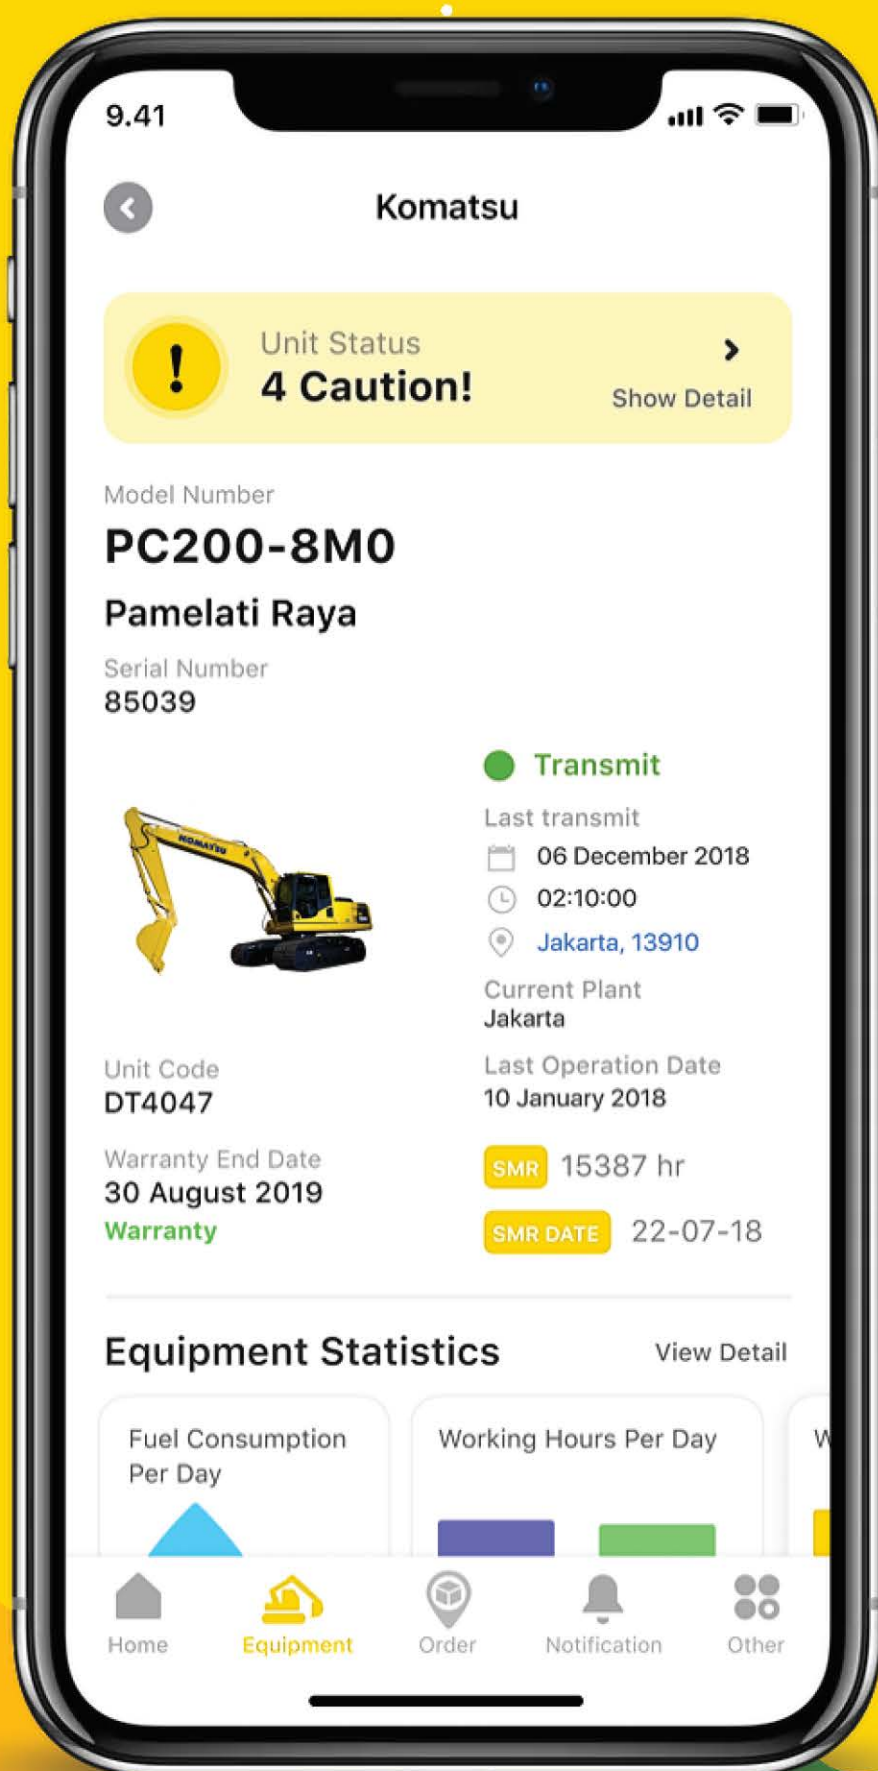 9.41
Komatsu
Unit Status
4 Caution!
Show Detail
Model Number
PC200-8M0
Pamelati Raya
Serial Number
85039
KOMATSU
Transmit
Last transmit
06 December 2018
02:10:00
Jakarta, 13910
Current Plant
Jakarta
Unit Code
DT4047
Last Operation Date
10 January 2018
Warranty End Date
30 August 2019
Warranty
SMR 15387 hr
SMR DATE 22-07-18
Equipment Statistics
View Detail
Fuel Consumption
Per Day
Working Hours Per Day
W
Home
Equipment
Order
Notification
Other